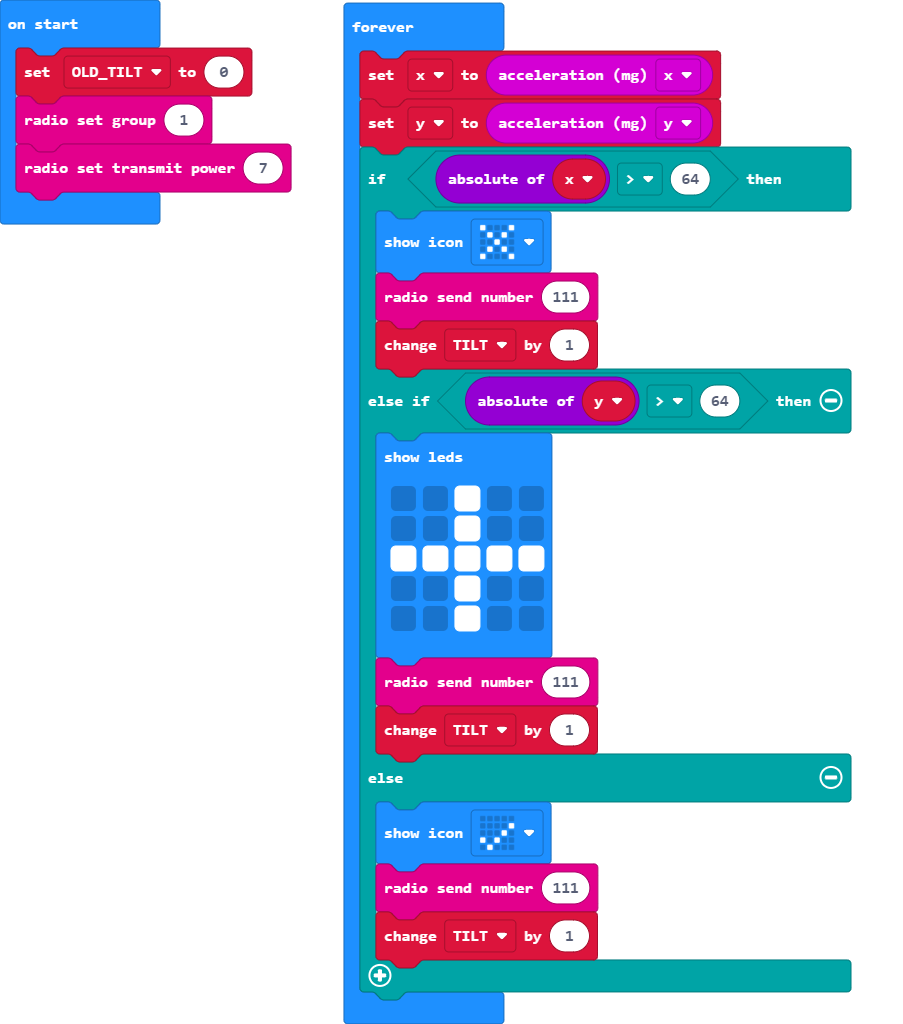 on start
set OLD_TILT to 0
radio set group 1
radio set transmit power 7
forever
set x to acceleration (mg) x
set y to acceleration (mg) y
if absolute of x > 64 then
show icon
radio send number 111
change TILT by 1
else if absolute of y > 64 then
show leds
radio send number 111
change TILT by 1
else
show icon
radio send number 111
change TILT by 1